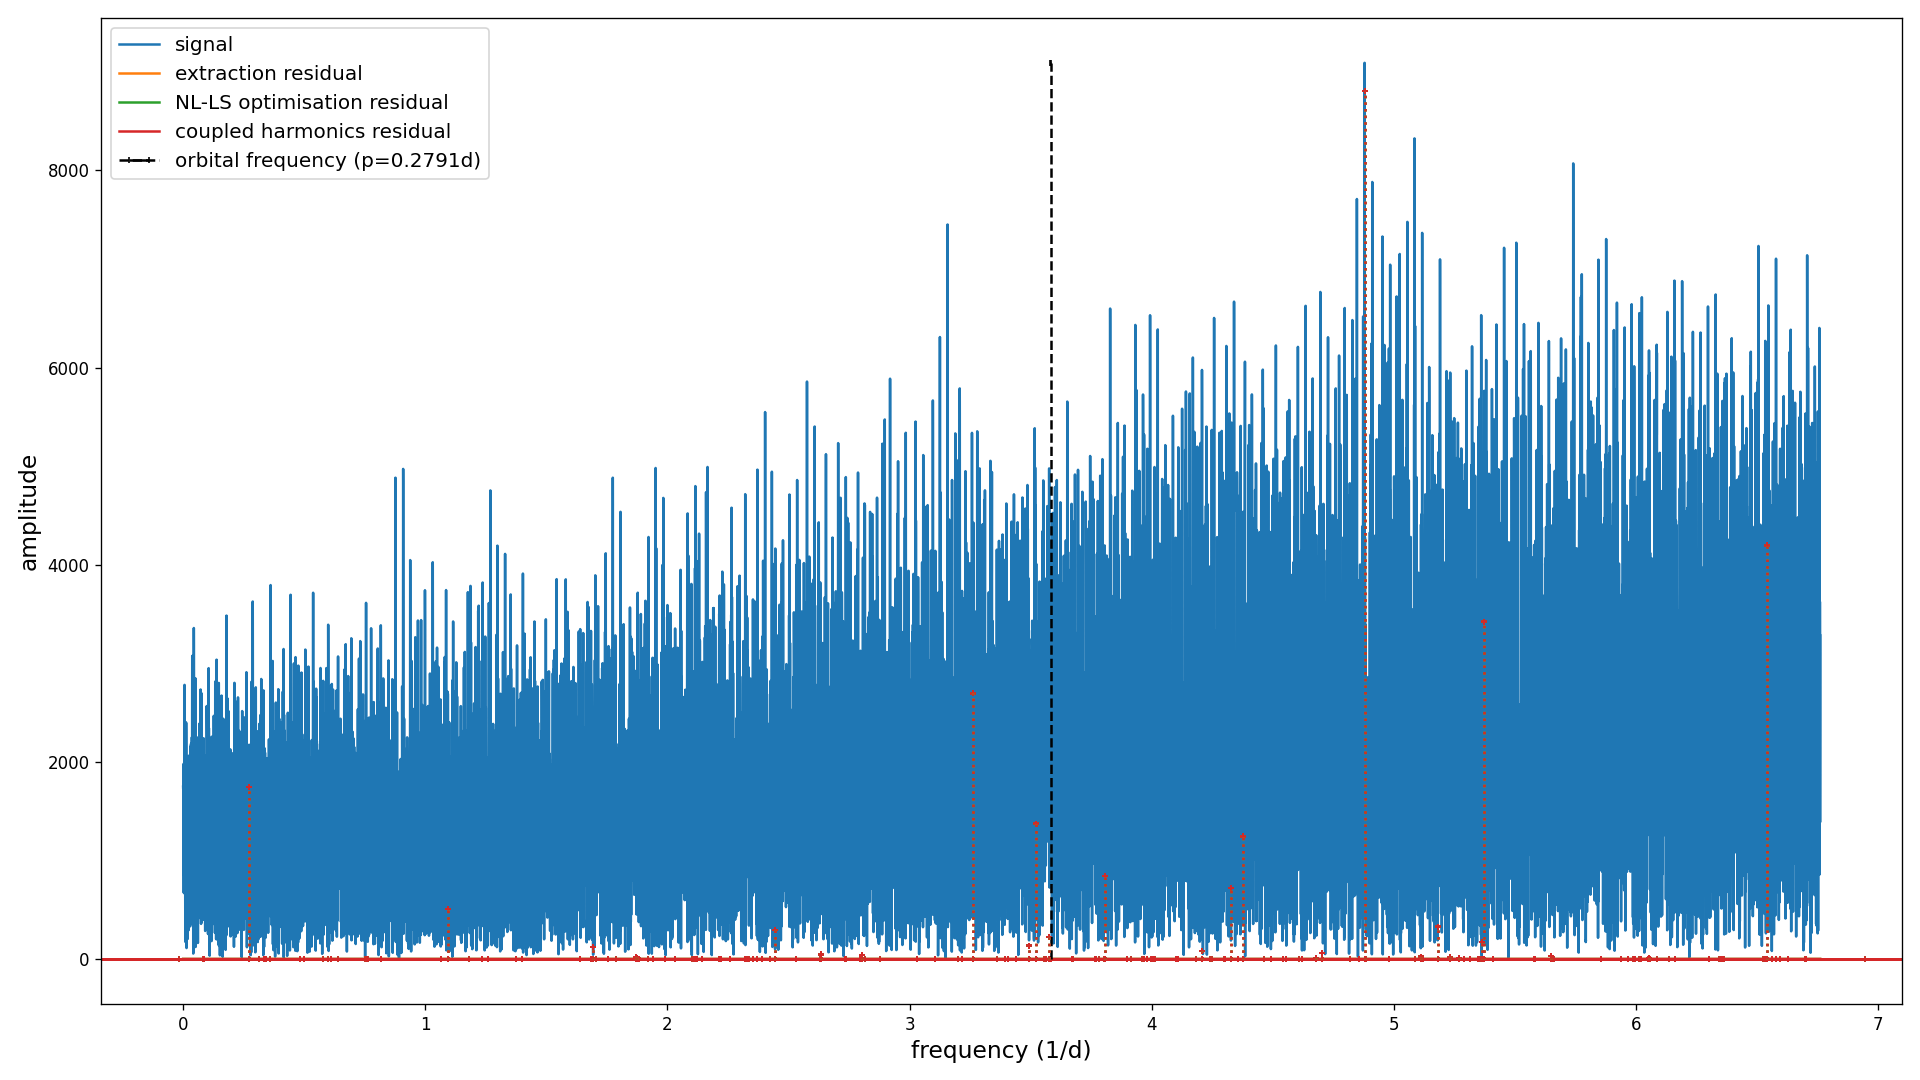 signal
extraction residual
NL-LS optimisation residual
coupled harmonics residual
orbital frequency (p=0.2791d)
amplitude
8000
6000
4000
2000
0
0 1 2 3 4 5 6 7
frequency (1/d)